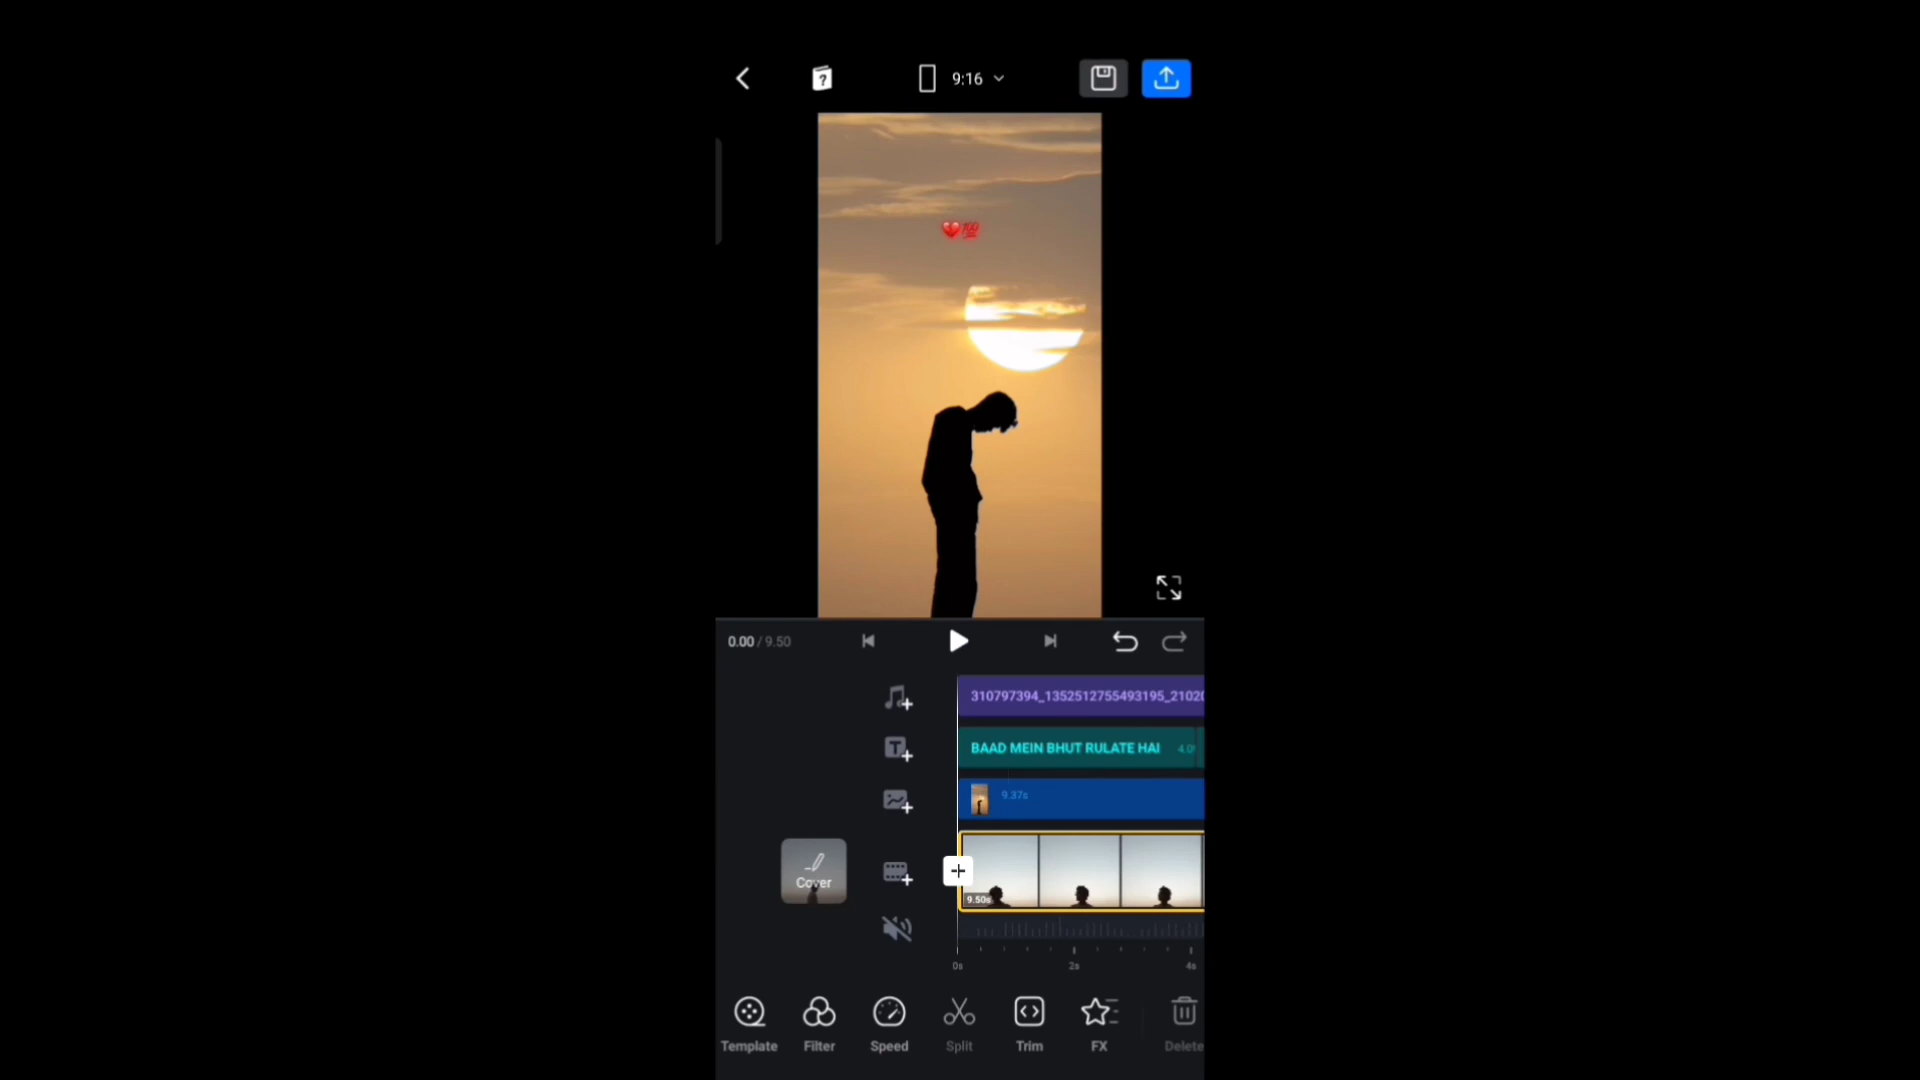 9:16
0.00 / 9.50
310797394_1352512755493195_2102
BAAD MEIN BHUT RULATE HAI
9.37s
Cover
9.50s
0s 2s 4s
Template Filter Speed Split Trim FX Delete